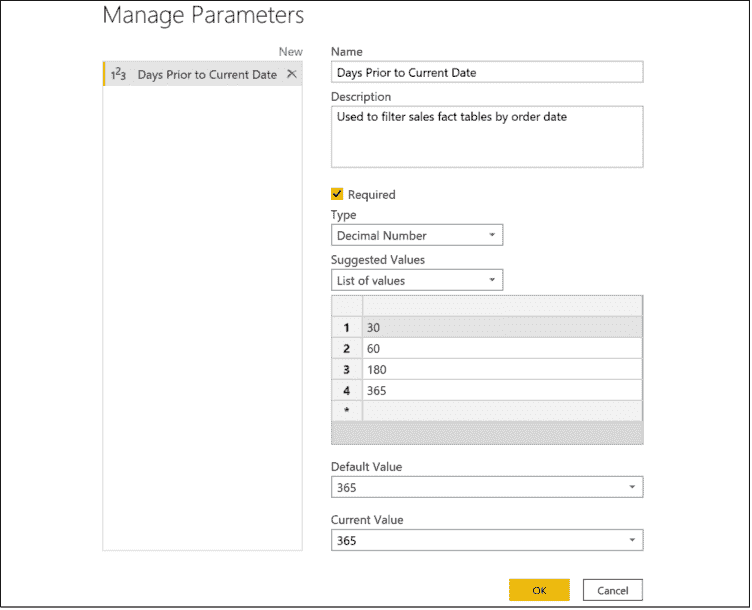 Manage Parameters
New
1²3 Days Prior to Current Date
Name
Days Prior to Current Date
Description
Used to filter sales fact tables by order date
Required
Type
Decimal Number
Suggested Values
List of values
1 30
2 60
3 180
4 365
*
Default Value
365
Current Value
365
OK Cancel